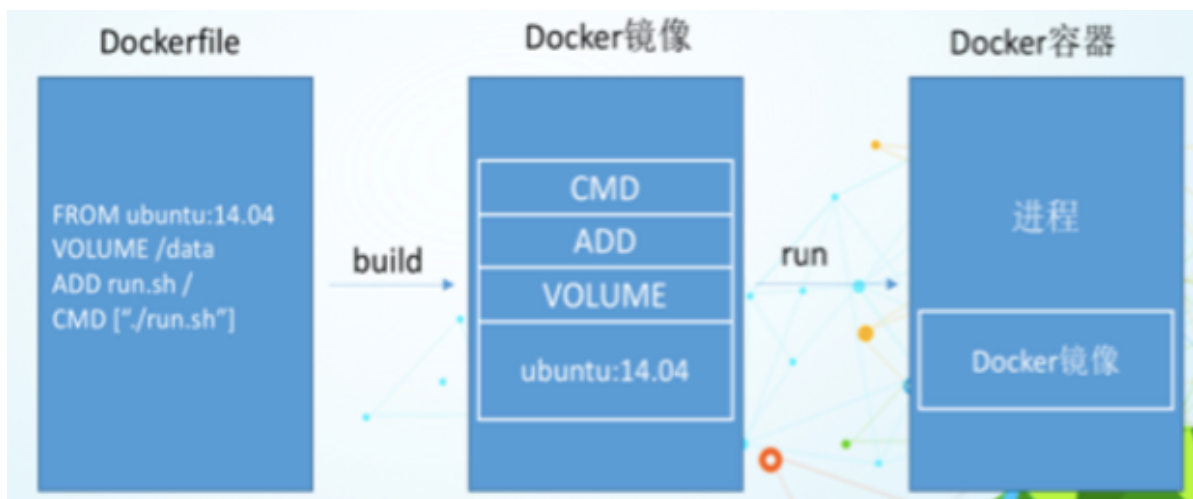 Dockerfile
FROM ubuntu:14.04
VOLUME /data
ADD run.sh /
CMD ["./run.sh"]
build
Docker镜像
CMD
ADD
VOLUME
ubuntu:14.04
run
Docker容器
进程
Docker镜像